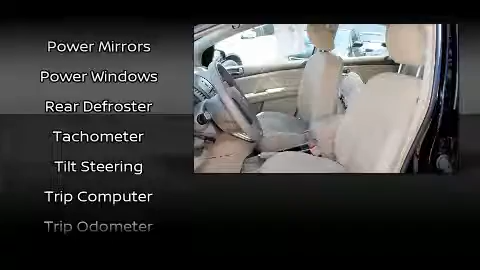 Power Mirrors
Power Windows
Rear Defroster
Tachometer
Tilt Steering
Trip Computer
Trip Odometer